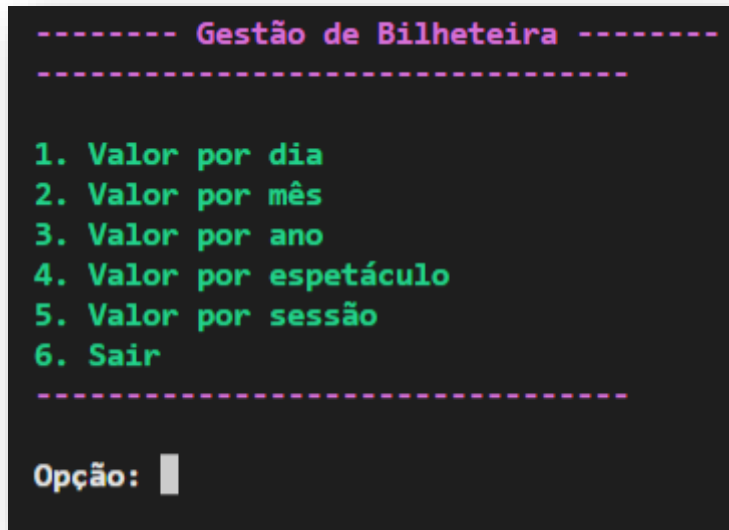 -------- Gestão de Bilheteira --------
---------------------------------
1. Valor por dia
2. Valor por mês
3. Valor por ano
4. Valor por espetáculo
5. Valor por sessão
6. Sair
---------------------------------
Opção: